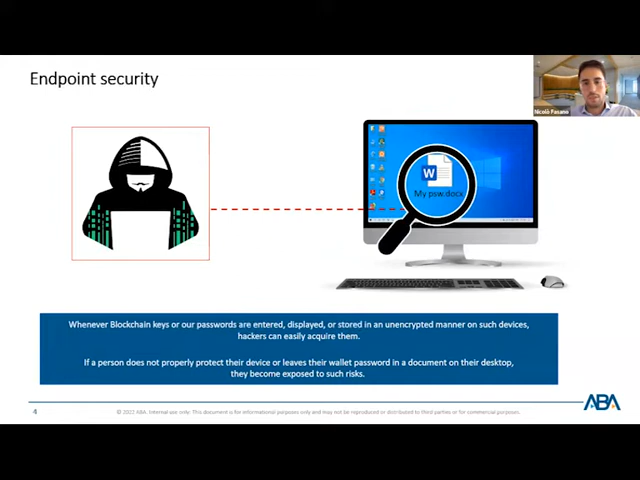 Endpoint security
Nicolò Fasano
W
My psw.docx
Whenever Blockchain keys or our passwords are entered, displayed, or stored in an unencrypted manner on such devices,
hackers can easily acquire them.
If a person does not properly protect their device or leaves their wallet password in a document on their desktop,
they become exposed to such risks.
4
© 2022 ABA. Internal use only: This document is for informational purposes only and may not be reproduced or distributed to third parties or for commercial purposes.
ABA